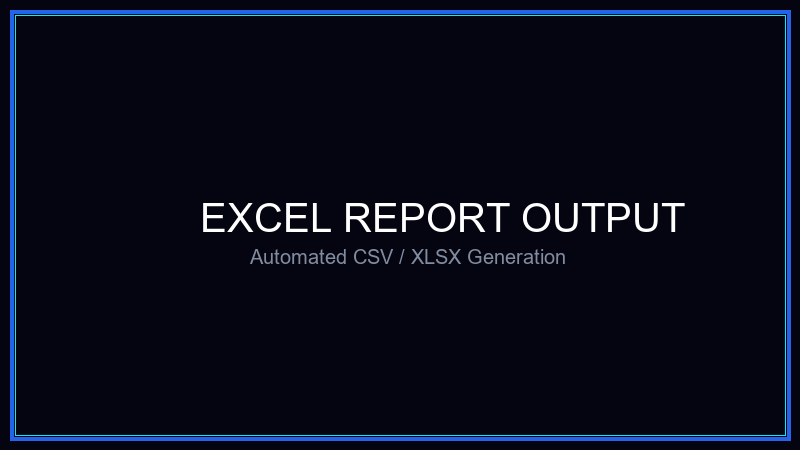 EXCEL REPORT OUTPUT
Automated CSV / XLSX Generation